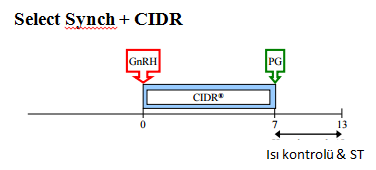 Select Synch + CIDR
GnRH PG
CIDR®
0 7 13
Isı kontrolü & ST